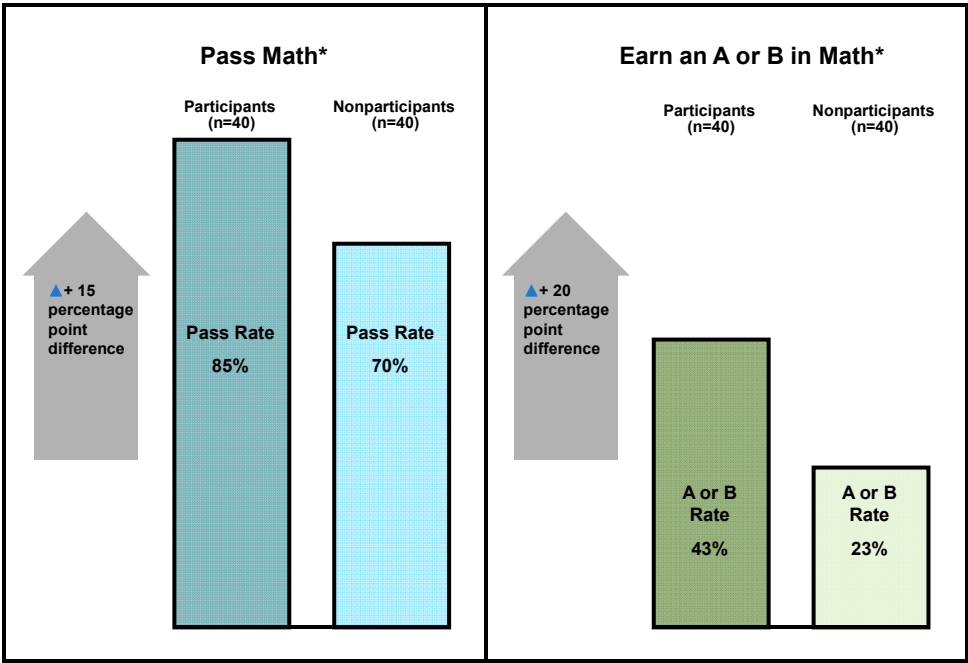 Pass Math*
Participants
(n=40)
Nonparticipants
(n=40)
+ 15
percentage
point
difference
Pass Rate
85%
Pass Rate
70%
Earn an A or B in Math*
Participants
(n=40)
Nonparticipants
(n=40)
+ 20
percentage
point
difference
A or B
Rate
43%
A or B
Rate
23%